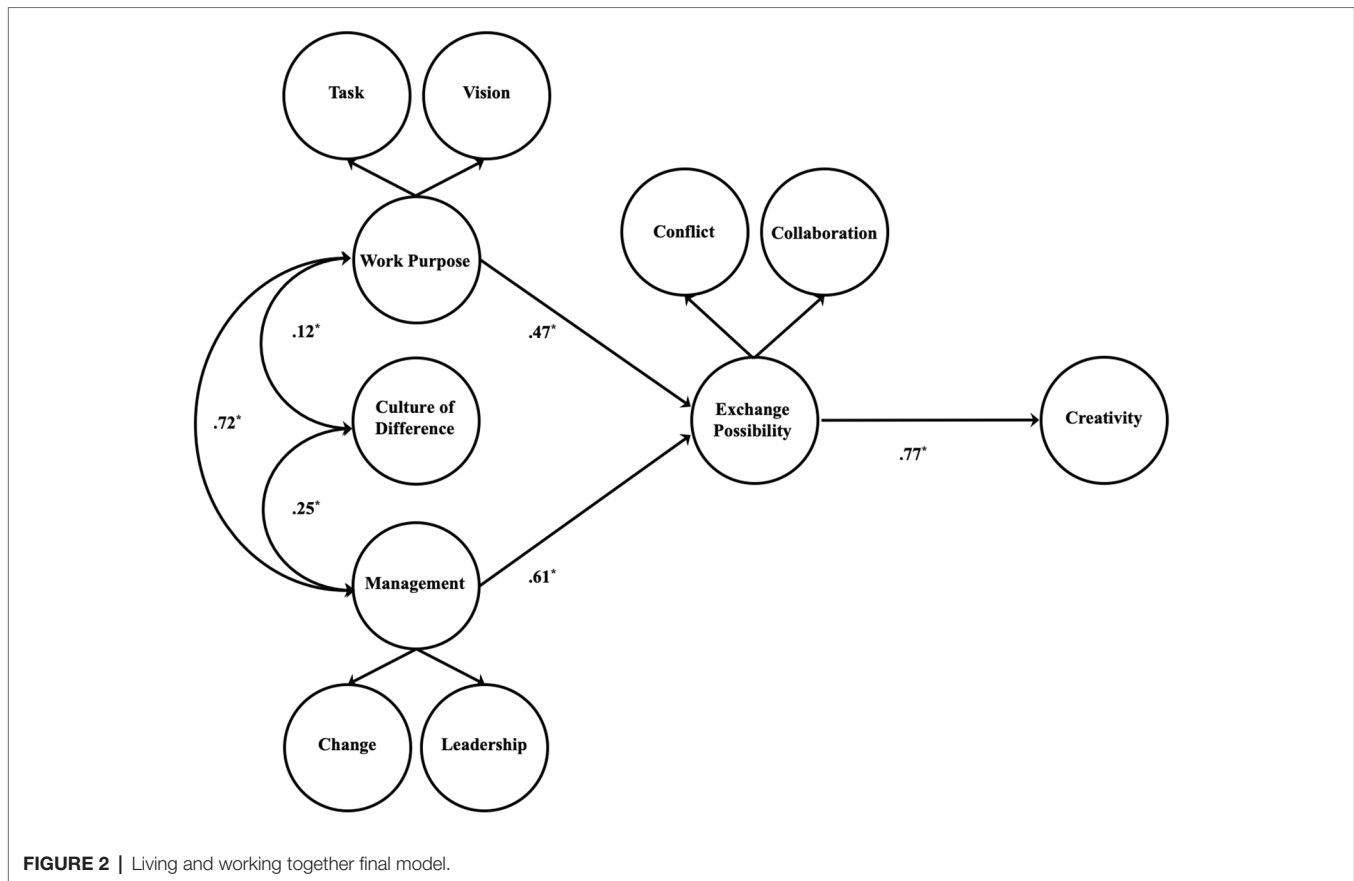 Task
Vision
Work Purpose
Conflict
Collaboration
.12*
.47*
.72*
Culture of
Difference
Exchange
Possibility
Creativity
.77*
.25*
.61*
Management
Change
Leadership
FIGURE 2 | Living and working together final model.